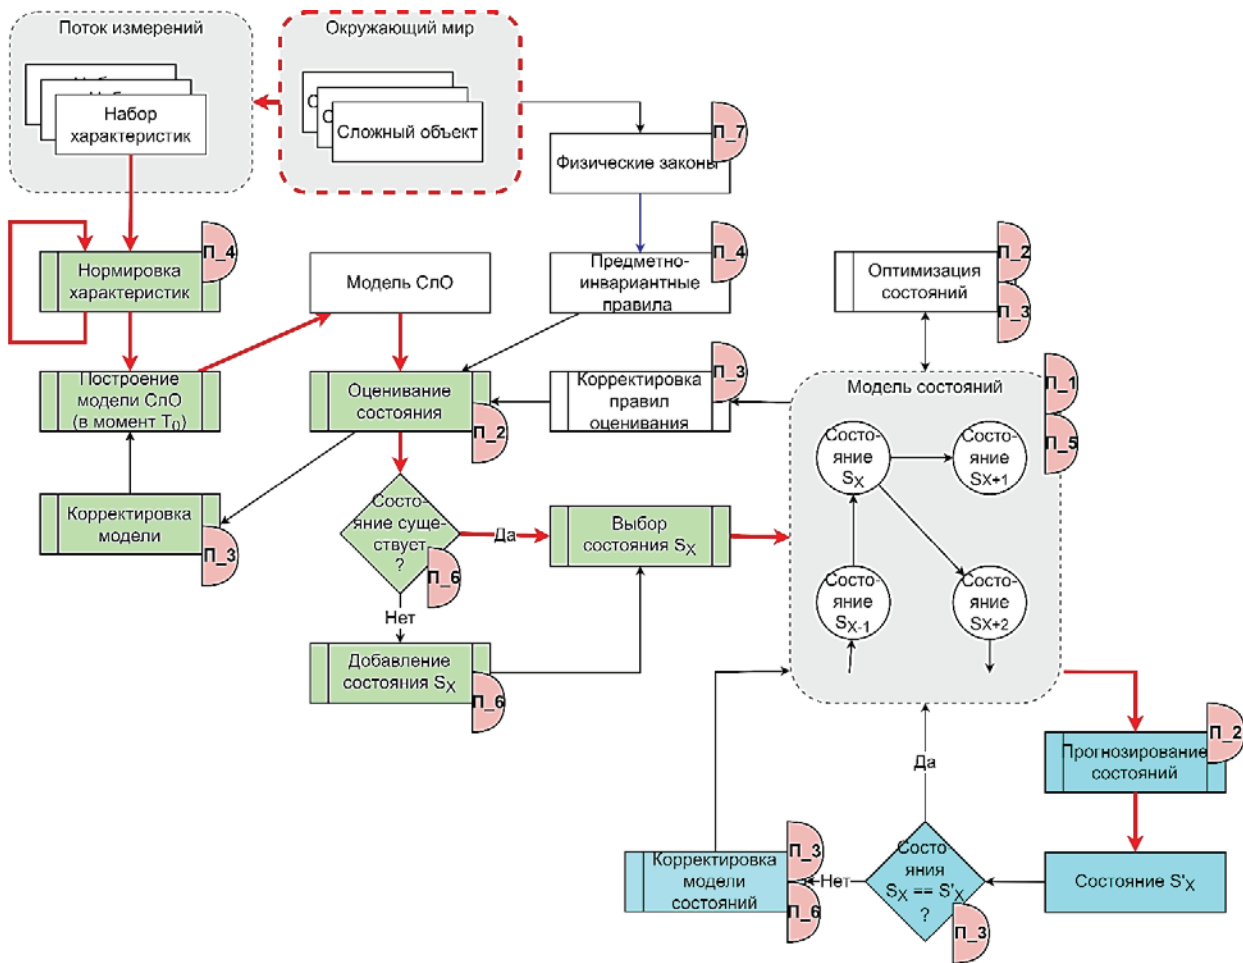 Поток измерений
Набор
характеристик
Окружающий мир
С
С
Сложный объект
П_7
Физические законы
П_4
Нормировка
характеристик
Модель СлО
П_4
Предметно-
инвариантные
правила
П_2
Оптимизация
состояний
П_3
Построение
модели СлО
(в момент T₀)
Оценивание
состояния
П_2
П_3
Корректировка
правил
оценивания
Модель состояний
П_1
П_5
Состо-
яние
SX
Состо-
яние
SX+1
Состо-
яние
SX-1
Состо-
яние
SX+2
Корректировка
модели
П_3
Состо-
яние суще-
ствует
?
П_6
Да
Выбор
состояния SX
Нет
Добавление
состояния SX
П_6
П_2
Прогнозирование
состояний
Да
Состояние S'X
Состо-
яния
SX == S'X
?
П_3
Нет
П_3
Корректировка
модели
состояний
П_6